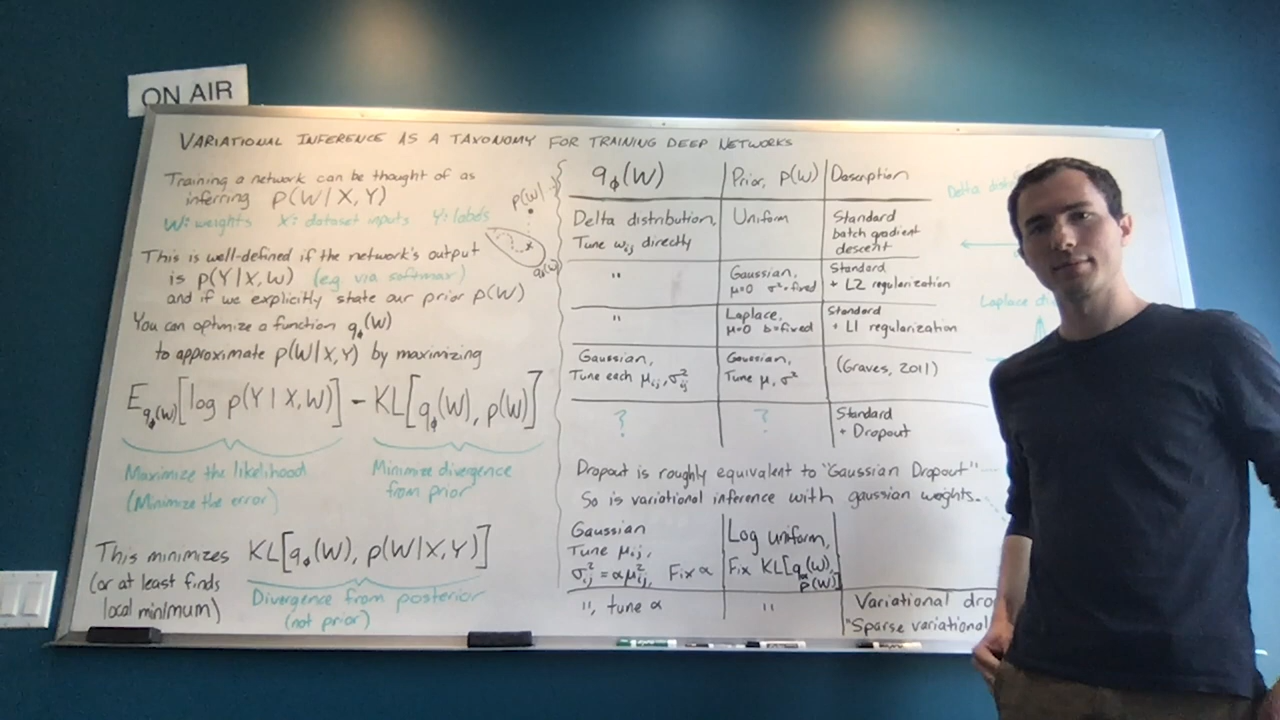 ON AIR
VARIATIONAL INFERENCE AS A TAXONOMY FOR TRAINING DEEP NETWORKS
Training a network can be thought of as
inferring p(W|X,Y)
W: weights X: dataset inputs Y: labels
This is well-defined if the network's output
is p(Y|X,W) (e.g. via softmax)
and if we explicitly state our prior p(W)
You can optimize a function qϕ(W)
to approximate p(W|X,Y) by maximizing
E qϕ(W) [log p(Y|X,W)] - KL[qϕ(W), p(W)]
Maximize the likelihood
(Minimize the error)
Minimize divergence
from prior
This minimizes KL[qϕ(W), p(W|X,Y)]
(or at least finds
local minimum)
Divergence from posterior
(not prior)
p(W|
x
qϕ(W)
qϕ(W) Prior, p(W) Description
Delta distribution,
Tune wij directly
Uniform
Standard
batch gradient
descent
"
Gaussian,
μ=0 σ²=fixed
Standard
+ L2 regularization
"
Laplace,
μ=0 b=fixed
Standard
+ L1 regularization
Gaussian,
Tune each μij, σ²ij
Gaussian,
Tune μ, σ²
(Graves, 2011)
? ?
Standard
+ Dropout
Dropout is roughly equivalent to "Gaussian Dropout"
So is variational inference with gaussian weights.
Gaussian
Tune μij,
σ²ij = αμ²ij, Fix α
Log uniform,
Fix KL[qϕ(W),
p(W)]
", tune α
"
Variational dro
"Sparse variational
Delta dist
Laplace di